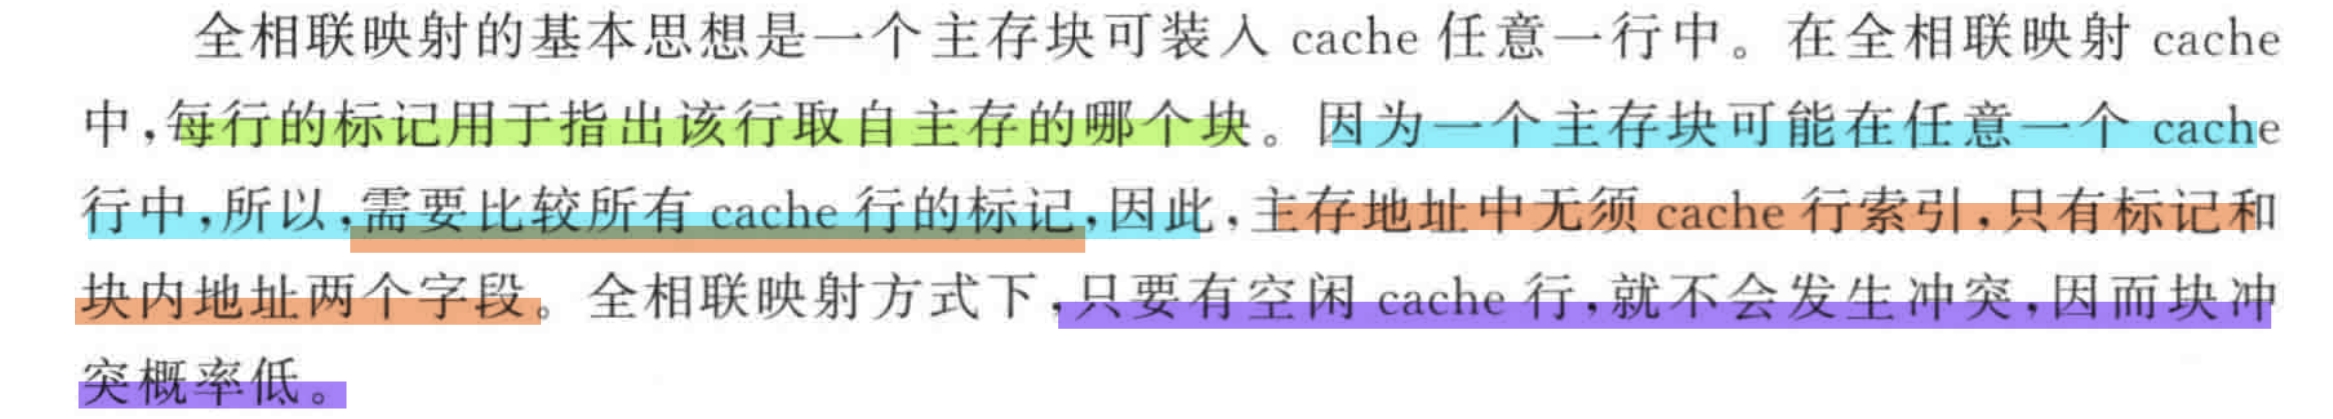 全相联映射的基本思想是一个主存块可装入 cache 任意一行中。在全相联映射 cache
中,每行的标记用于指出该行取自主存的哪个块。因为一个主存块可能在任意一个 cache
行中,所以,需要比较所有 cache 行的标记,因此,主存地址中无须 cache 行索引,只有标记和
块内地址两个字段。全相联映射方式下,只要有空闲 cache 行,就不会发生冲突,因而块冲
突概率低。